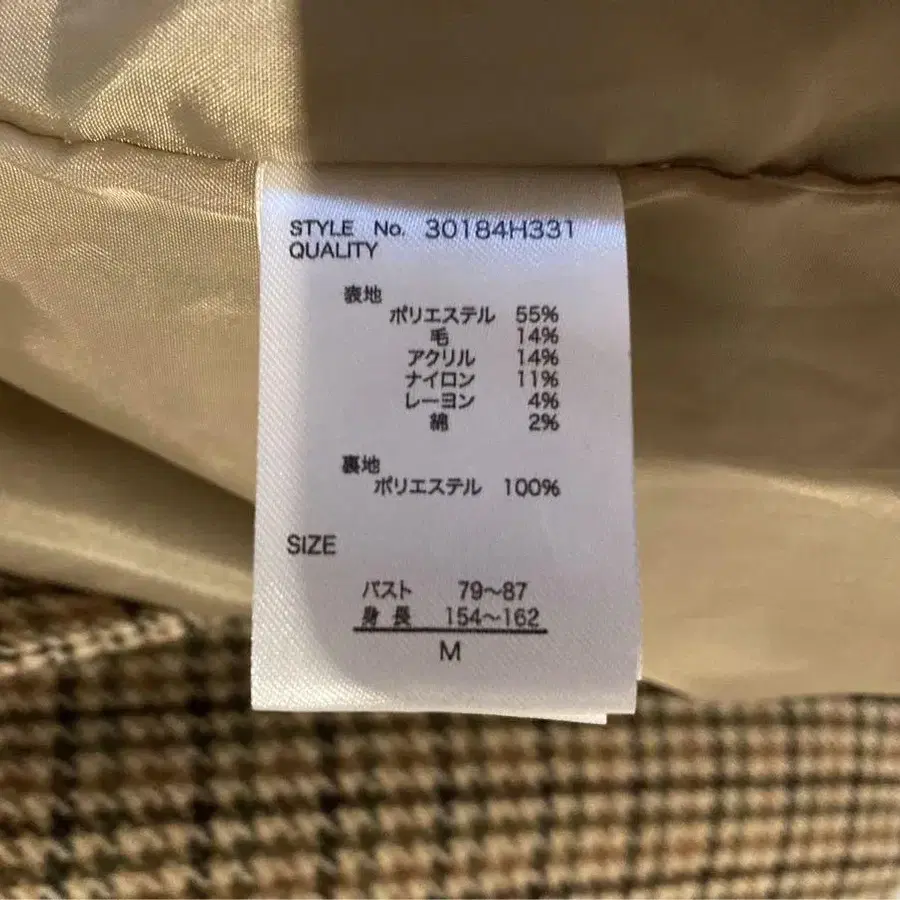 STYLE No. 30184H331
QUALITY
表地
ポリエステル 55%
毛 14%
アクリル 14%
ナイロン 11%
レーヨン 4%
綿 2%
裏地
ポリエステル 100%
SIZE
バスト 79〜87
身長 154〜162
M